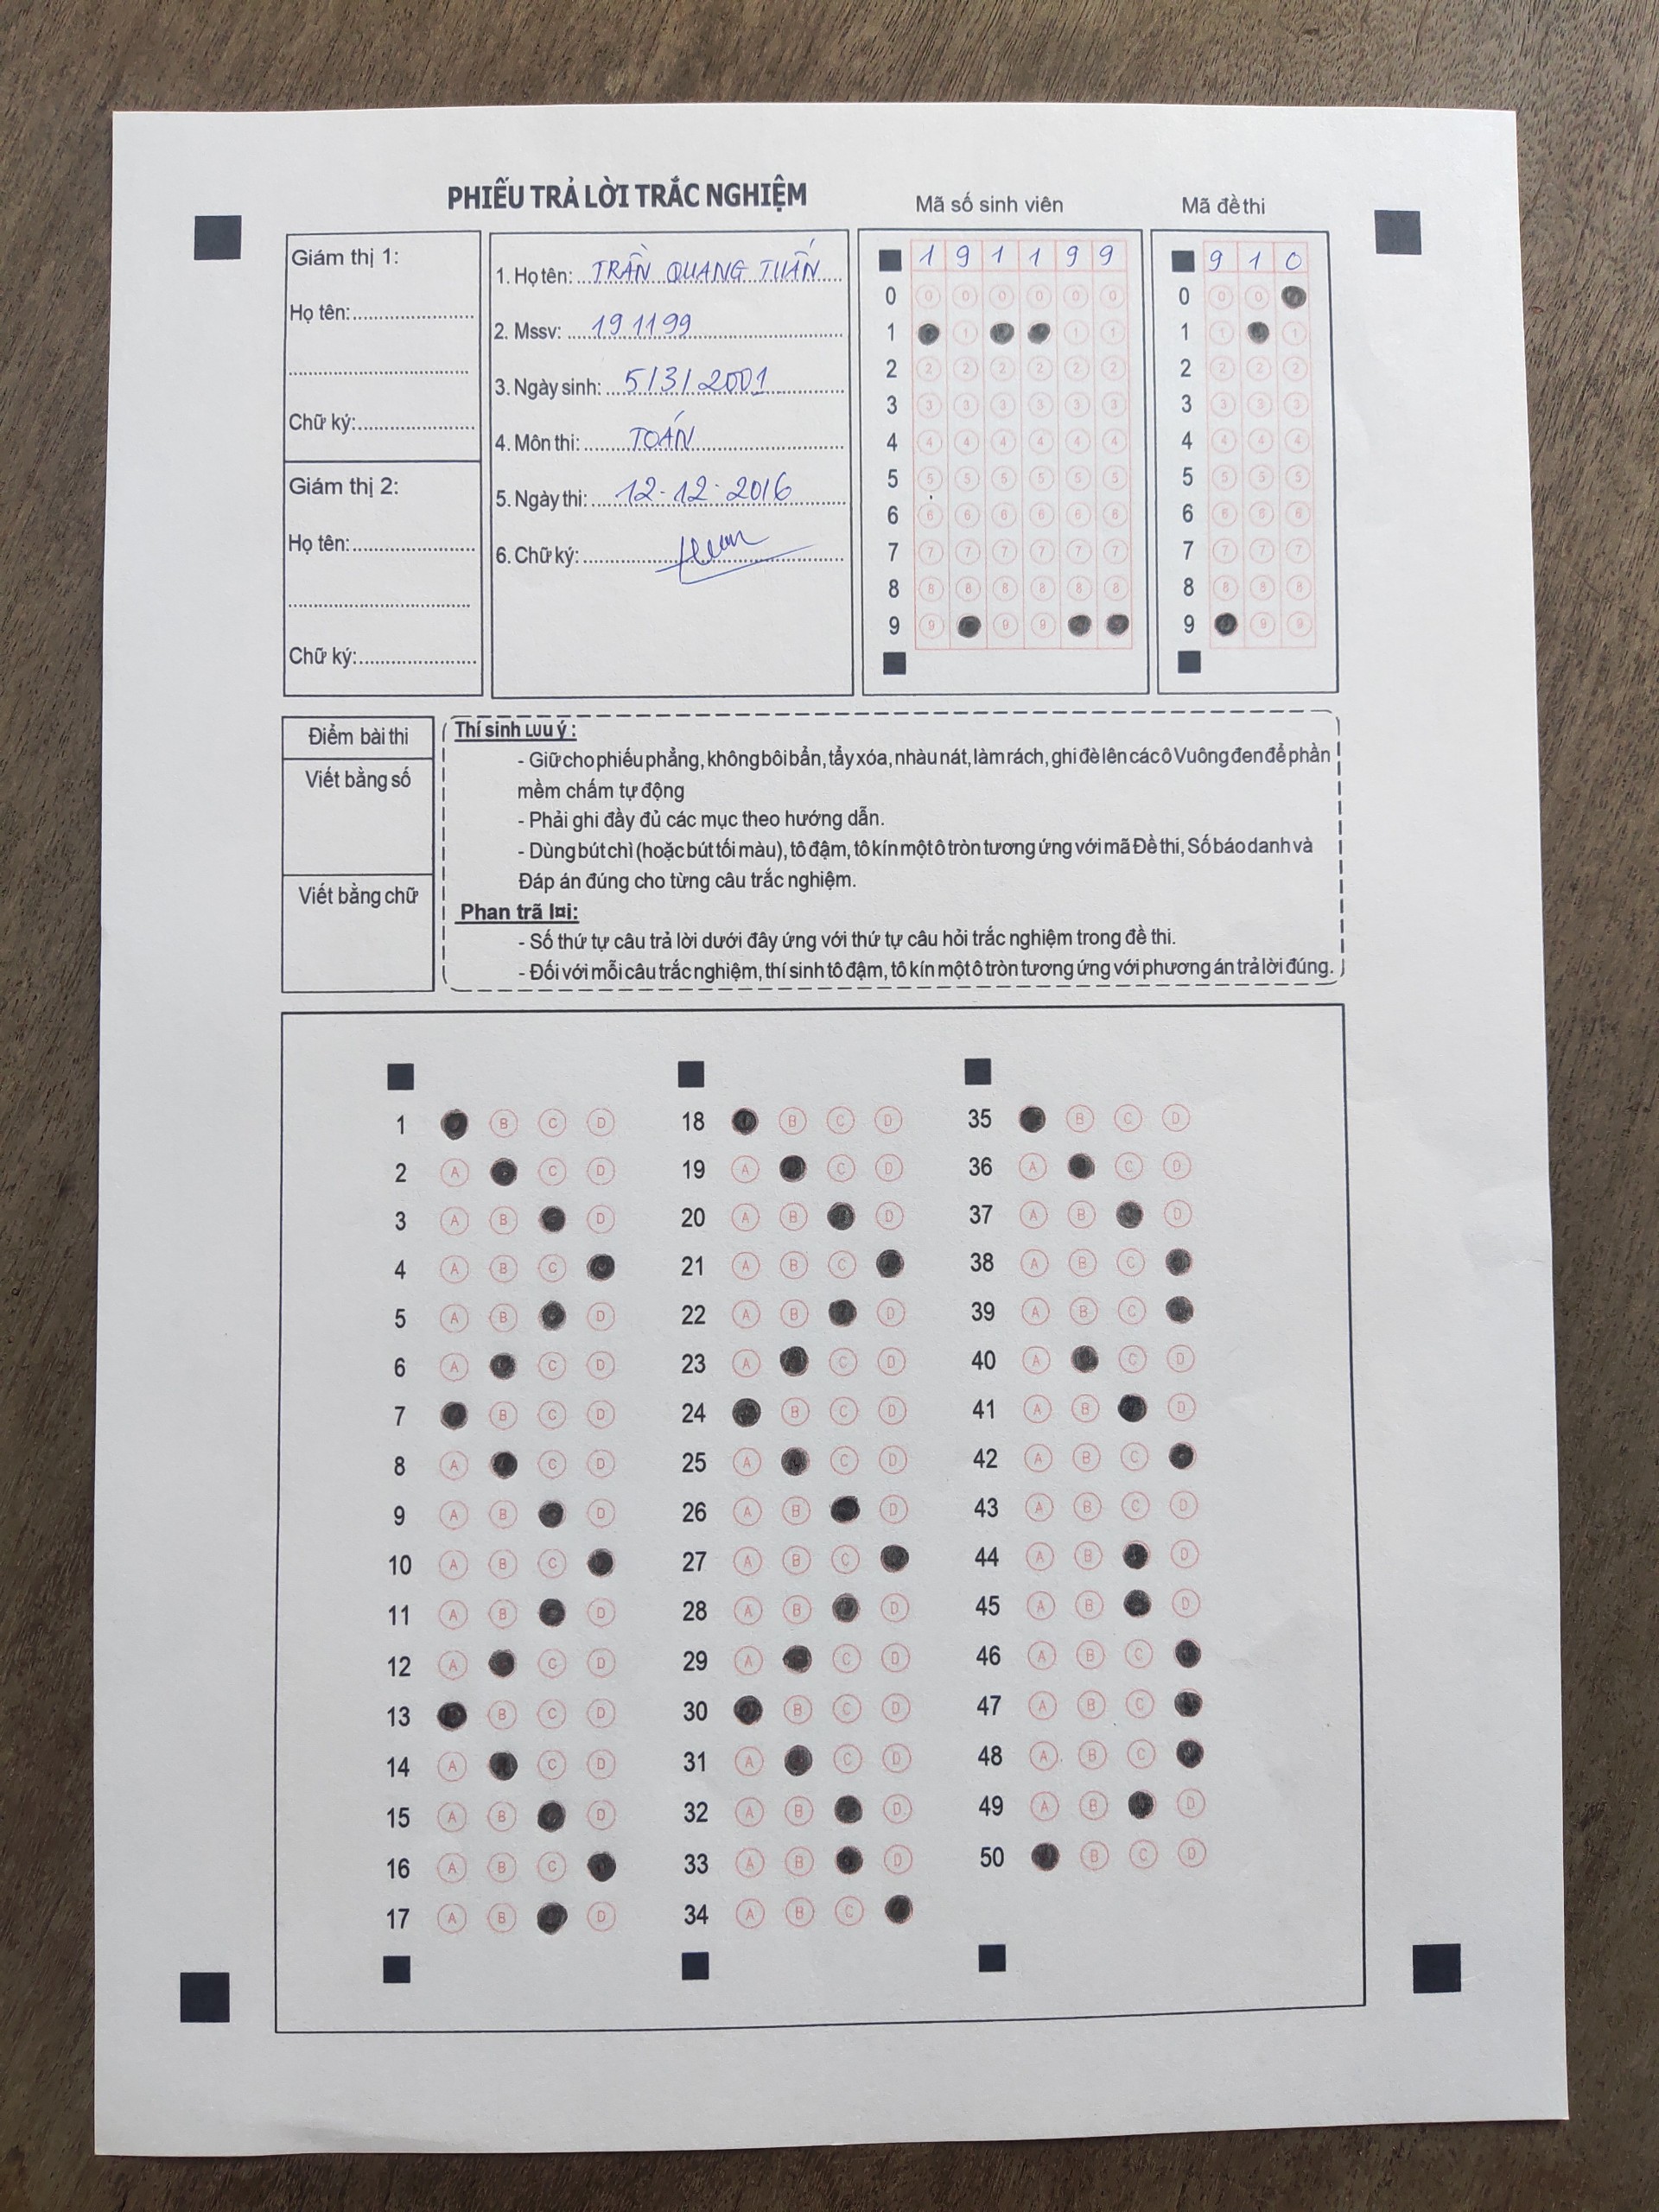 PHIẾU TRẢ LỜI TRẮC NGHIỆM
Mã số sinh viên
Mã đề thi
Giám thị 1:
Họ tên:
Chữ ký:
Giám thị 2:
Họ tên:
Chữ ký:
1. Họ tên: TRẦN QUANG TUẤN
2. Mssv: 191199
3. Ngày sinh: 5/3/2001
4. Môn thi: TOÁN
5. Ngày thi: 12-12-2016
6. Chữ ký:
1 9 1 1 9 9
0 0 0 0 0 0 0
1 1 1 1
2 2 2 2 2 2 2
3 3 3 3 3 3 3
4 4 4 4 4 4 4
5 5 5 5 5 5 5
6 6 6 6 6 6 6
7 7 7 7 7 7 7
8 8 8 8 8 8 8
9 9 9 9
9 1 0
0 0 0
1 1 1
2 2 2 2
3 3 3 3
4 4 4 4
5 5 5 5
6 6 6 6
7 7 7 7
8 8 8 8
9 9 9
Điểm bài thi
Viết bằng số
Viết bằng chữ
Thí sinh Lưu ý :
- Giữ cho phiếu phẳng, không bôi bẩn, tẩy xóa, nhàu nát, làm rách, ghi đè lên các ô Vuông đen để phần
mềm chấm tự động
- Phải ghi đầy đủ các mục theo hướng dẫn.
- Dùng bút chì (hoặc bút tối màu), tô đậm, tô kín một ô tròn tương ứng với mã Đề thi, Số báo danh và
Đáp án đúng cho từng câu trắc nghiệm.
Phan trã l¤i:
- Số thứ tự câu trả lời dưới đây ứng với thứ tự câu hỏi trắc nghiệm trong đề thi.
- Đối với mỗi câu trắc nghiệm, thí sinh tô đậm, tô kín một ô tròn tương ứng với phương án trả lời đúng.
1 B C D
2 A C D
3 A B D
4 A B C
5 A B D
6 A C D
7 B C D
8 A C D
9 A B D
10 A B C
11 A B D
12 A C D
13 B C D
14 A C D
15 A B D
16 A B C
17 A B D
18 B C D
19 A C D
20 A B D
21 A B C
22 A B D
23 A C D
24 B C D
25 A C D
26 A B D
27 A B C
28 A B D
29 A C D
30 B C D
31 A C D
32 A B D
33 A B D
34 A B C
35 B C D
36 A C D
37 A B D
38 A B C
39 A B C
40 A C D
41 A B D
42 A B C
43 A B C D
44 A B D
45 A B D
46 A B C
47 A B C
48 A B C
49 A B D
50 B C D